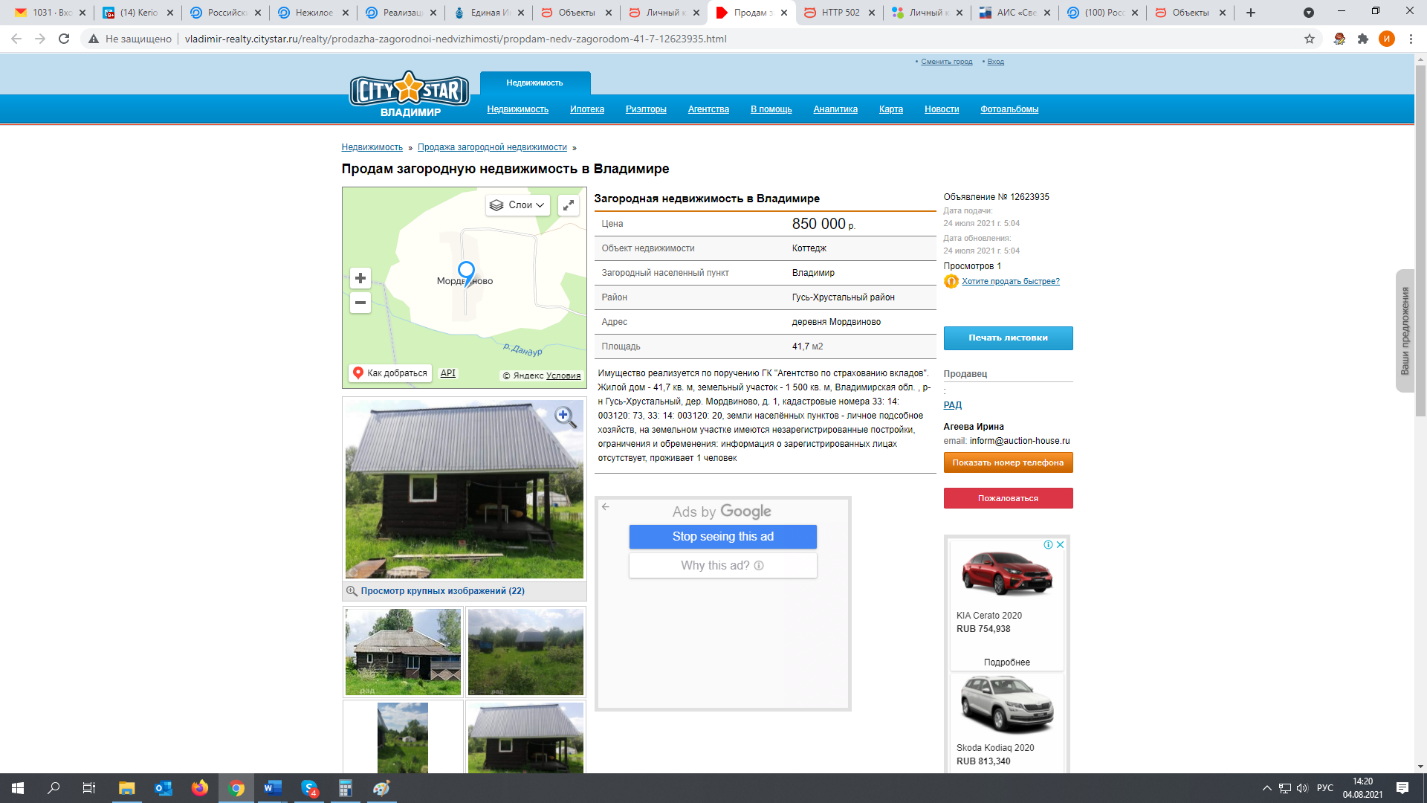 1031 · Вхо
(14) Kerio
Российски
Нежилое
Реализац
Единая И
Объекты
Личный к
Продам з
HTTP 502
Личный к
АИС «Све
(100) Росс
Объекты
Не защищено
vladimir-realty.citystar.ru/realty/prodazha-zagorodnoi-nedvizhimosti/propdam-nedv-zagorodom-41-7-12623935.html
И
• Сменить город • Вход
CITY STAR
ВЛАДИМИР
Недвижимость
Недвижимость Ипотека Риэлторы Агентства В помощь Аналитика Карта Новости Фотоальбомы
Недвижимость » Продажа загородной недвижимости »
Продам загородную недвижимость в Владимире
Слои
Мордвиново
р. Дандур
Как добраться
API
© Яндекс Условия
Просмотр крупных изображений (22)
Загородная недвижимость в Владимире
Цена 850 000 р.
Объект недвижимости Коттедж
Загородный населенный пункт Владимир
Район Гусь-Хрустальный район
Адрес деревня Мордвиново
Площадь 41,7 м2
Имущество реализуется по поручению ГК "Агентство по страхованию вкладов".
Жилой дом - 41,7 кв. м, земельный участок - 1 500 кв. м, Владимирская обл. , р-
н Гусь-Хрустальный, дер. Мордвиново, д. 1, кадастровые номера 33: 14:
003120: 73, 33: 14: 003120: 20, земли населённых пунктов - личное подсобное
хозяйств, на земельном участке имеются незарегистрированные постройки,
ограничения и обременения: информация о зарегистрированных лицах
отсутствует, проживает 1 человек
Ads by Google
Stop seeing this ad
Why this ad?
Объявление № 12623935
Дата подачи:
24 июля 2021 г. 5:04
Дата обновления:
24 июля 2021 г. 5:04
Просмотров 1
Хотите продать быстрее?
Печать листовки
Продавец
:
РАД
Агеева Ирина
email: inform@auction-house.ru
Показать номер телефона
Пожаловаться
KIA Cerato 2020
RUB 754,938
Подробнее
Skoda Kodiaq 2020
RUB 813,340
Ваши предложения
4
РУС
14:20
04.08.2021